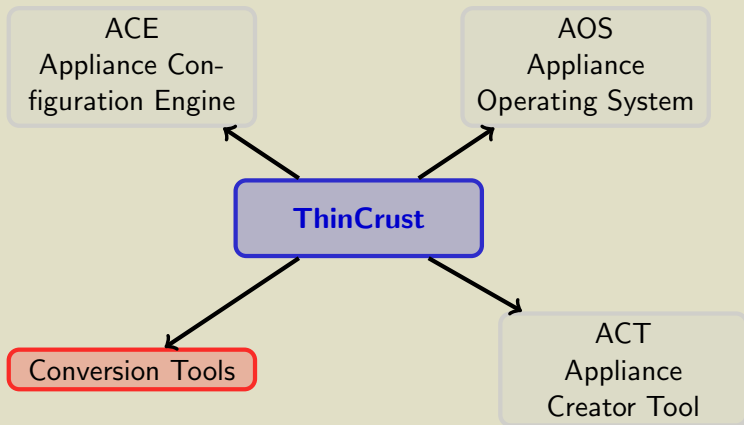 ACE
Appliance Con-
figuration Engine
AOS
Appliance
Operating System
ThinCrust
Conversion Tools
ACT
Appliance
Creator Tool